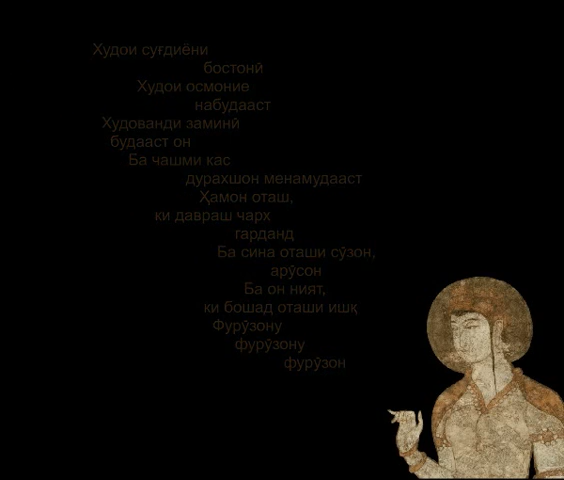 Худои суғдиёни
бостонӣ
Худои осмоние
набудааст
Худованди заминӣ
будааст он
Ба чашми кас
дурахшон менамудааст
Ҳамон оташ,
ки давраш чарх
гарданд
Ба сина оташи сӯзон,
арӯсон
Ба он ният,
ки бошад оташи ишқ
Фурӯзону
фурӯзону
фурӯзон